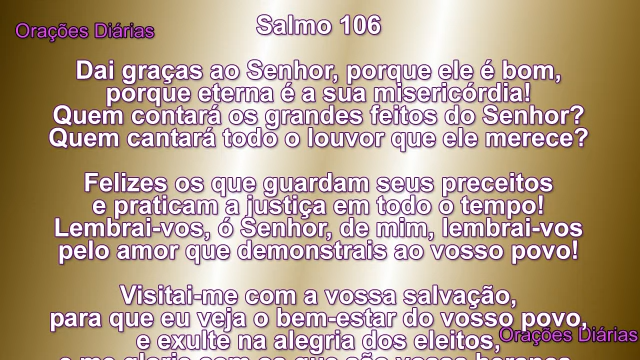 Orações Diárias
Salmo 106
Dai graças ao Senhor, porque ele é bom,
porque eterna é a sua misericórdia!
Quem contará os grandes feitos do Senhor?
Quem cantará todo o louvor que ele merece?
Felizes os que guardam seus preceitos
e praticam a justiça em todo o tempo!
Lembrai-vos, ó Senhor, de mim, lembrai-vos
pelo amor que demonstrais ao vosso povo!
Visitai-me com a vossa salvação,
para que eu veja o bem-estar do vosso povo,
e exulte na alegria dos eleitos,
Orações Diárias